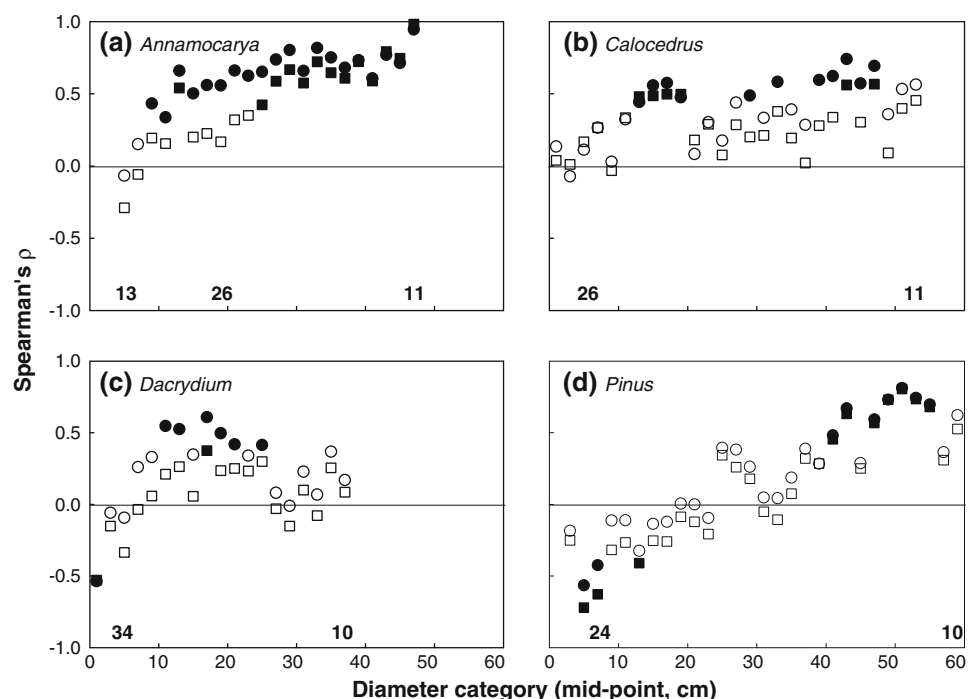 (a) Annamocarya
1.0
0.5
0.0
-0.5
-1.0
13 26 11
(b) Calocedrus
26 11
Spearman's ρ
(c) Dacrydium
1.0
0.5
0.0
-0.5
-1.0
34 10
0 10 20 30 40 50 60
(d) Pinus
24 10
0 10 20 30 40 50 60
Diameter category (mid-point, cm)